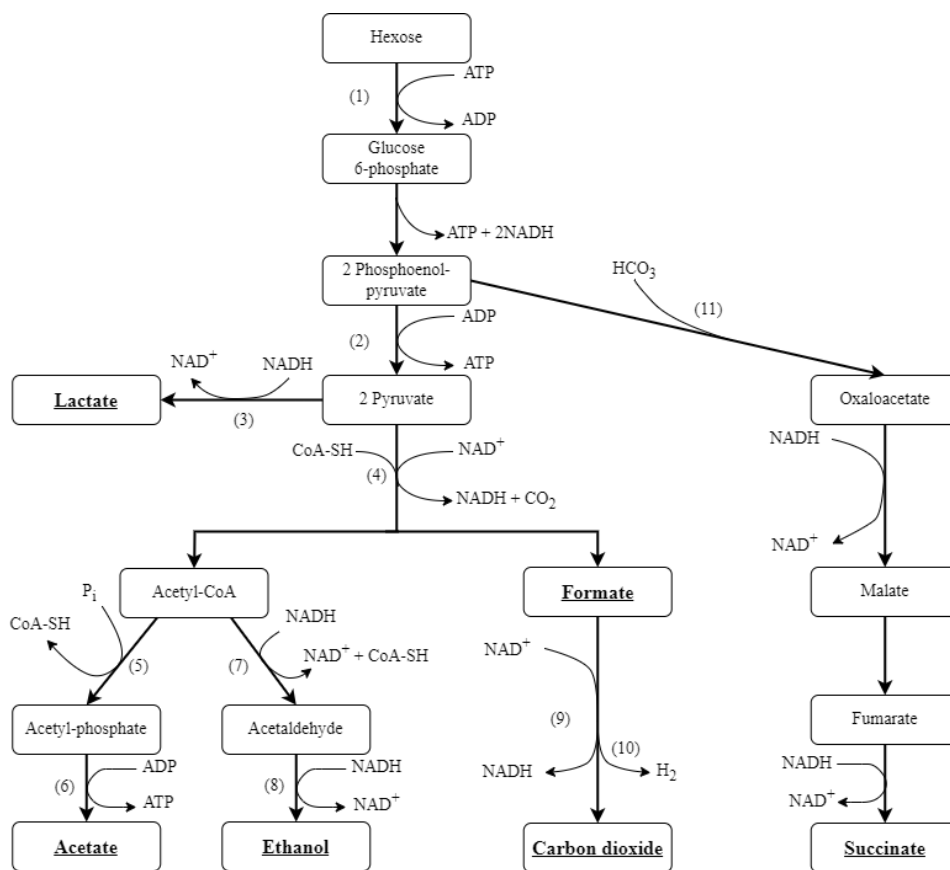 Hexose
ATP
(1)
ADP
Glucose
6-phosphate
ATP + 2NADH
2 Phosphoenol-
pyruvate
HCO3
(11)
ADP
(2)
ATP
NAD+
NADH
Lactate
(3)
2 Pyruvate
Oxaloacetate
CoA-SH
NAD+
(4)
NADH + CO2
NADH
NAD+
Acetyl-CoA
Formate
Malate
Pi
CoA-SH
(5)
NADH
(7)
NAD+ + CoA-SH
NAD+
Acetyl-phosphate
Acetaldehyde
(9)
(10)
Fumarate
ADP
(6)
ATP
NADH
(8)
NAD+
NADH
H2
NADH
NAD+
Acetate
Ethanol
Carbon dioxide
Succinate